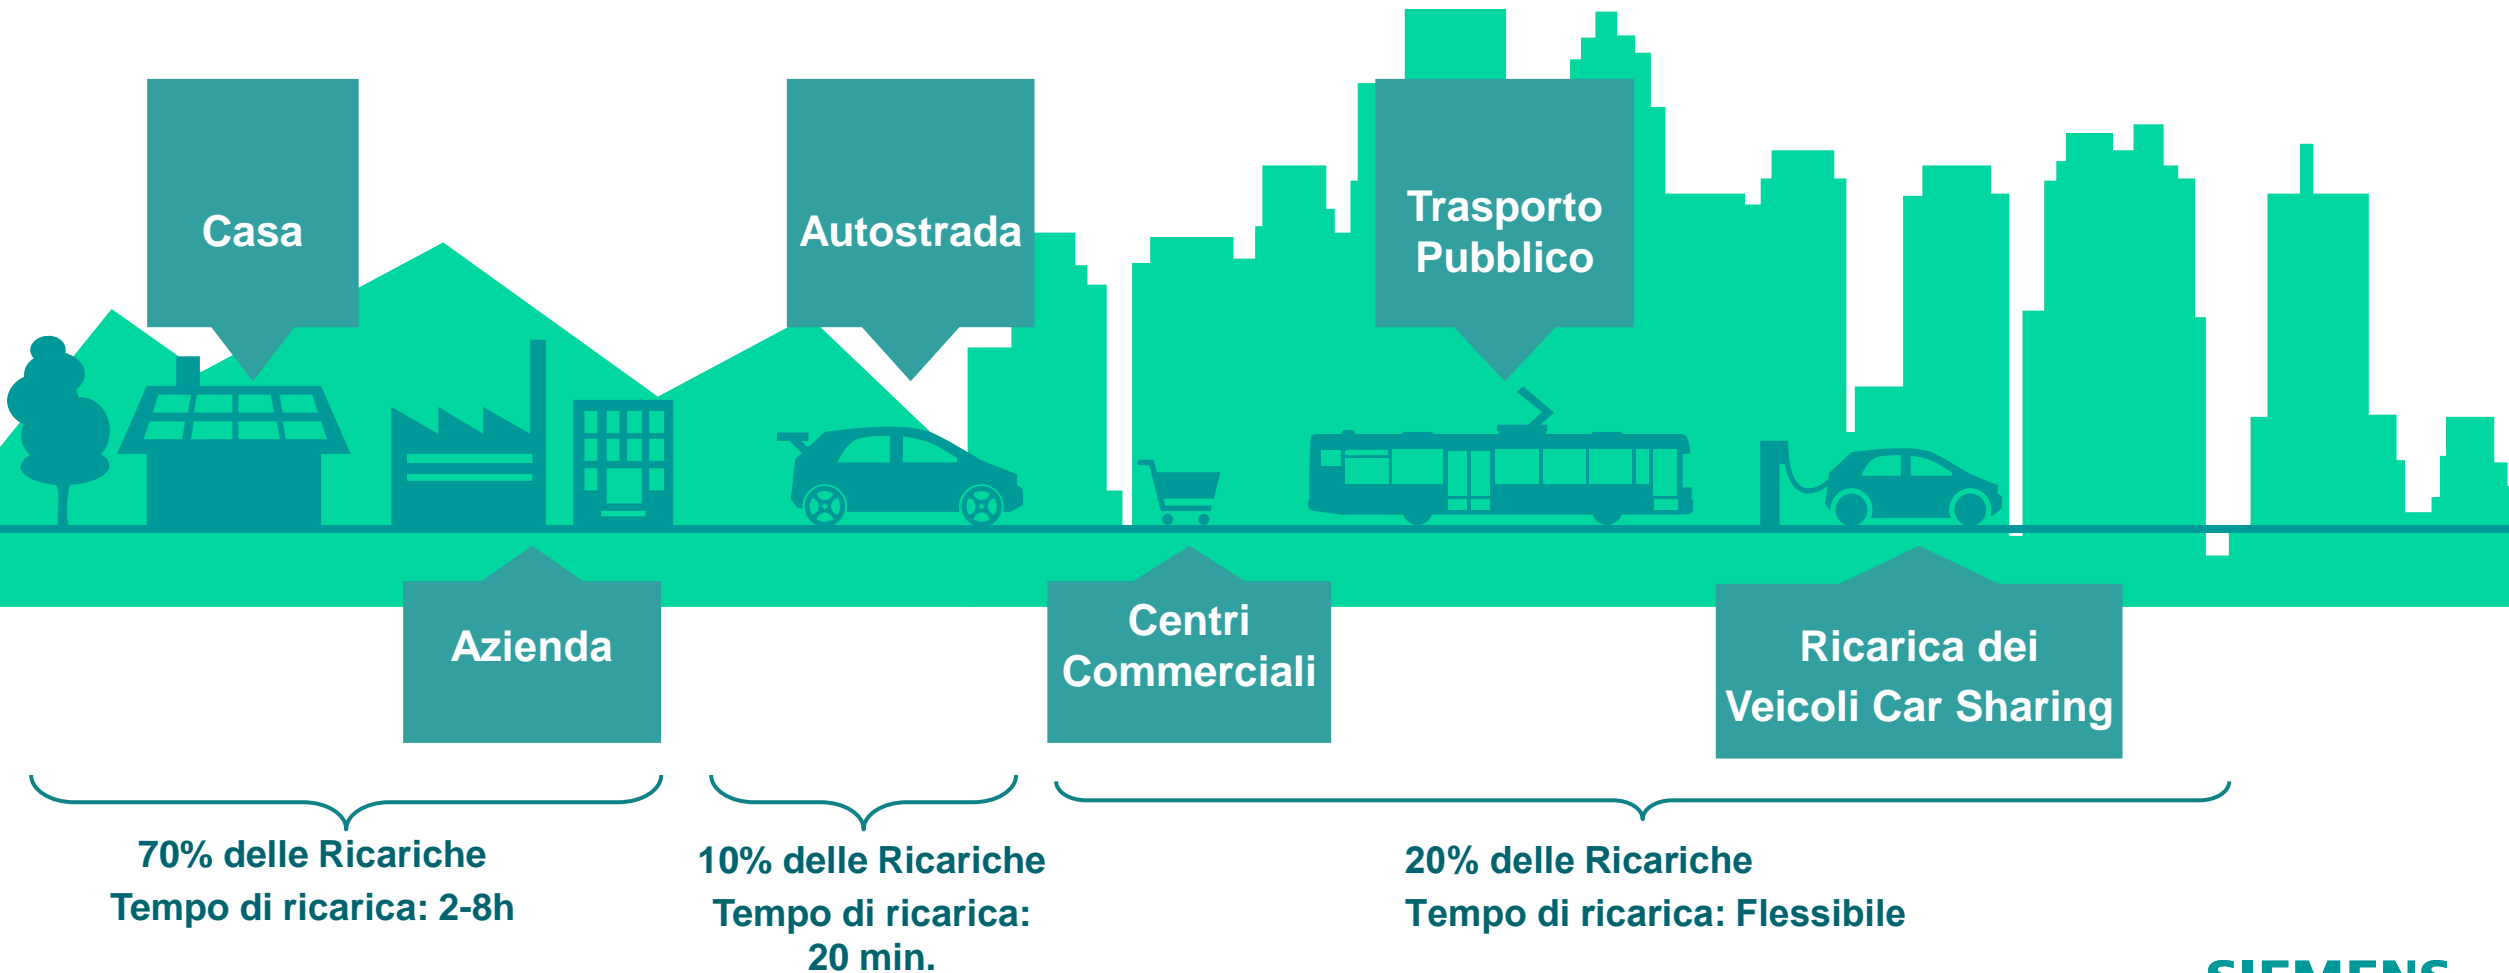 Casa
Autostrada
Trasporto
Pubblico
Azienda
Centri
Commerciali
Ricarica dei
Veicoli Car Sharing
70% delle Ricariche
Tempo di ricarica: 2-8h
10% delle Ricariche
Tempo di ricarica:
20 min.
20% delle Ricariche
Tempo di ricarica: Flessibile
SIEMENS